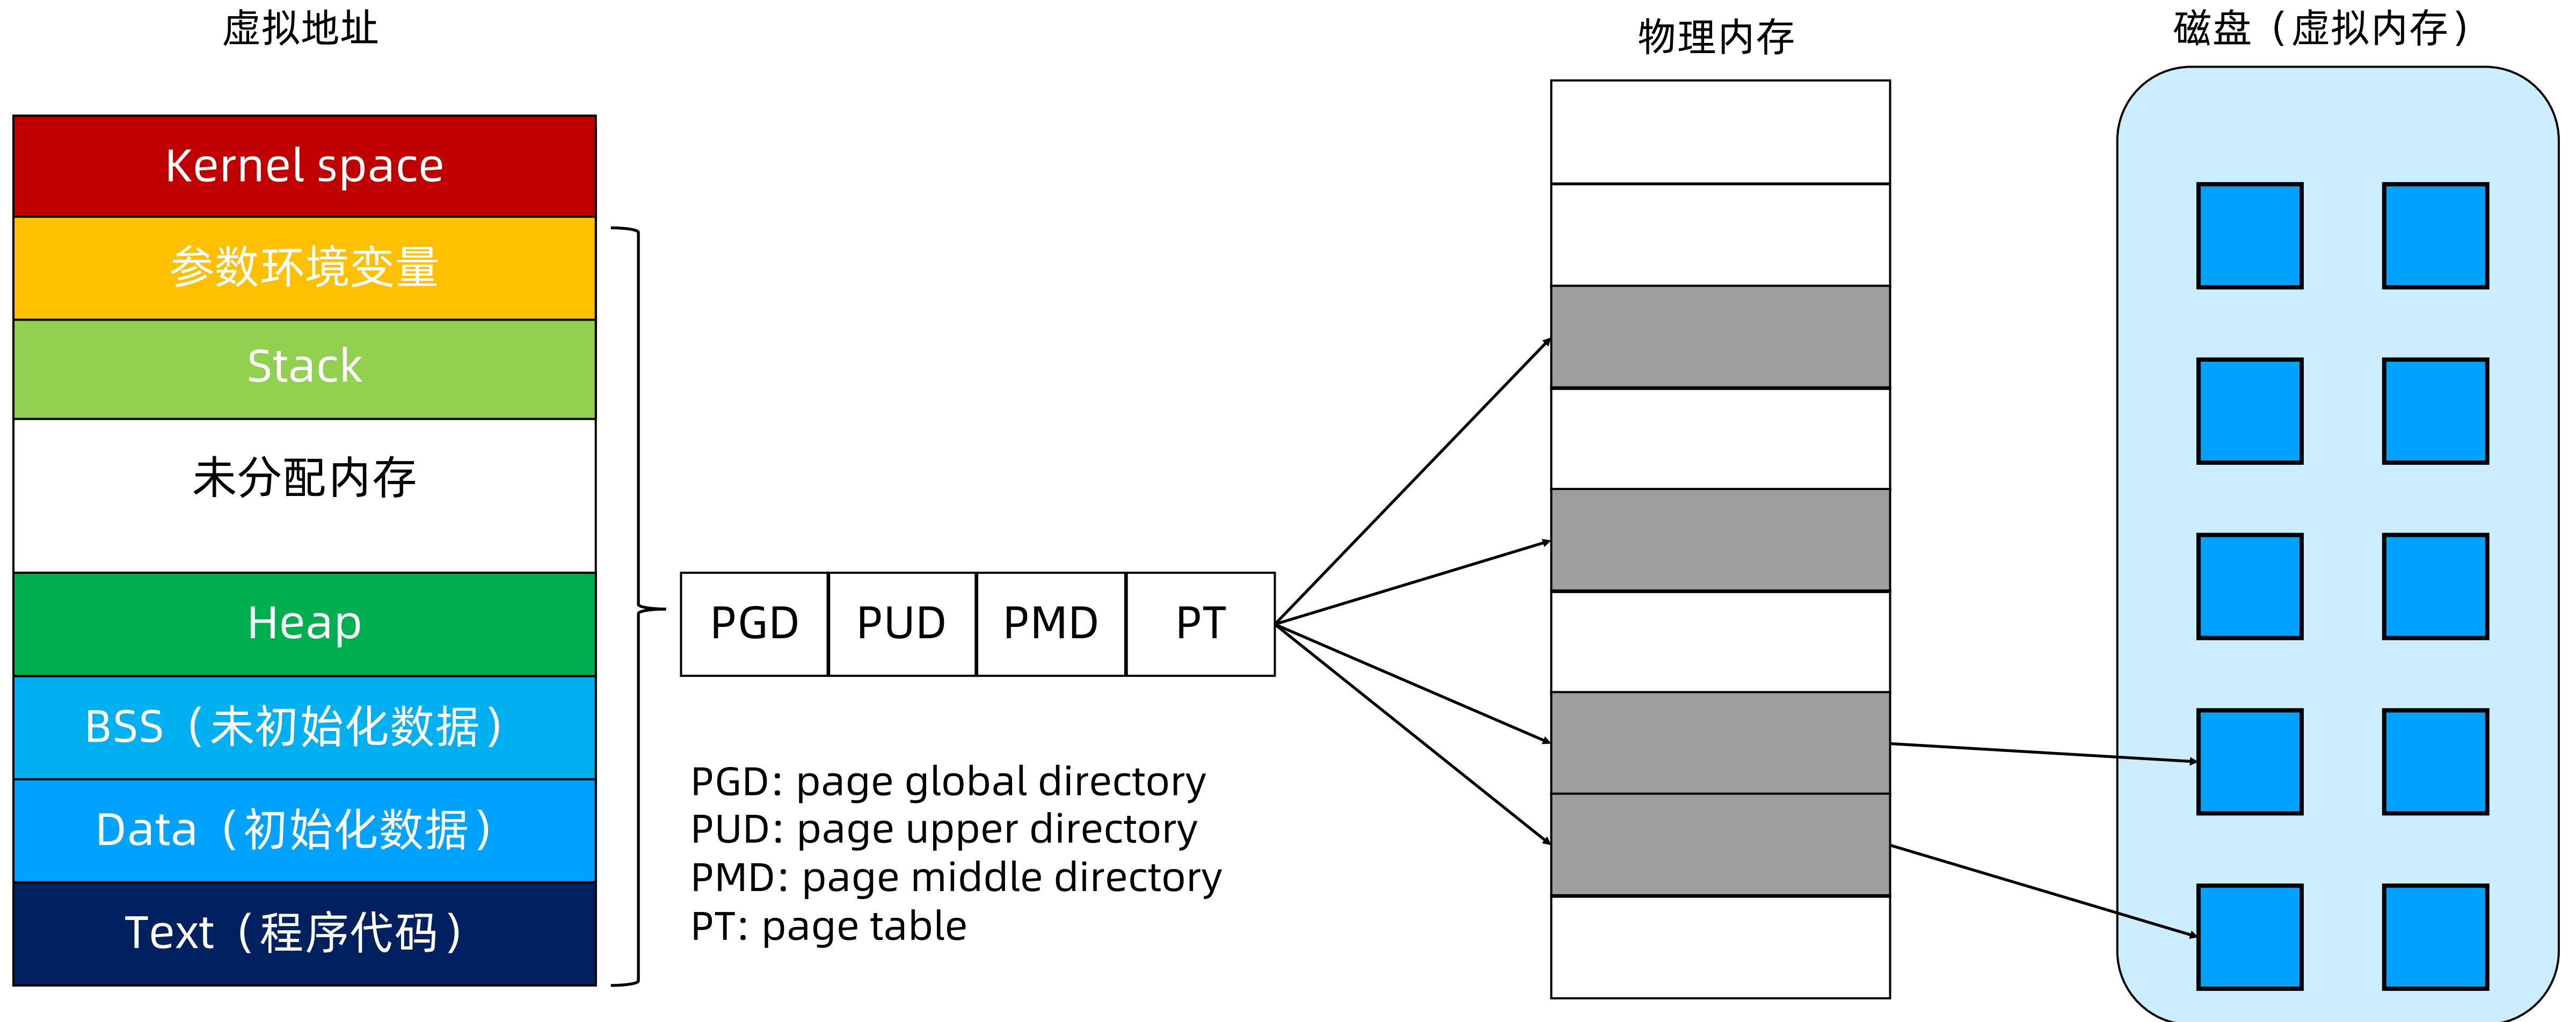 虚拟地址
物理内存
磁盘（虚拟内存）
Kernel space
参数环境变量
Stack
未分配内存
Heap
BSS（未初始化数据）
Data（初始化数据）
Text（程序代码）
PGD
PUD
PMD
PT
PGD: page global directory
PUD: page upper directory
PMD: page middle directory
PT: page table